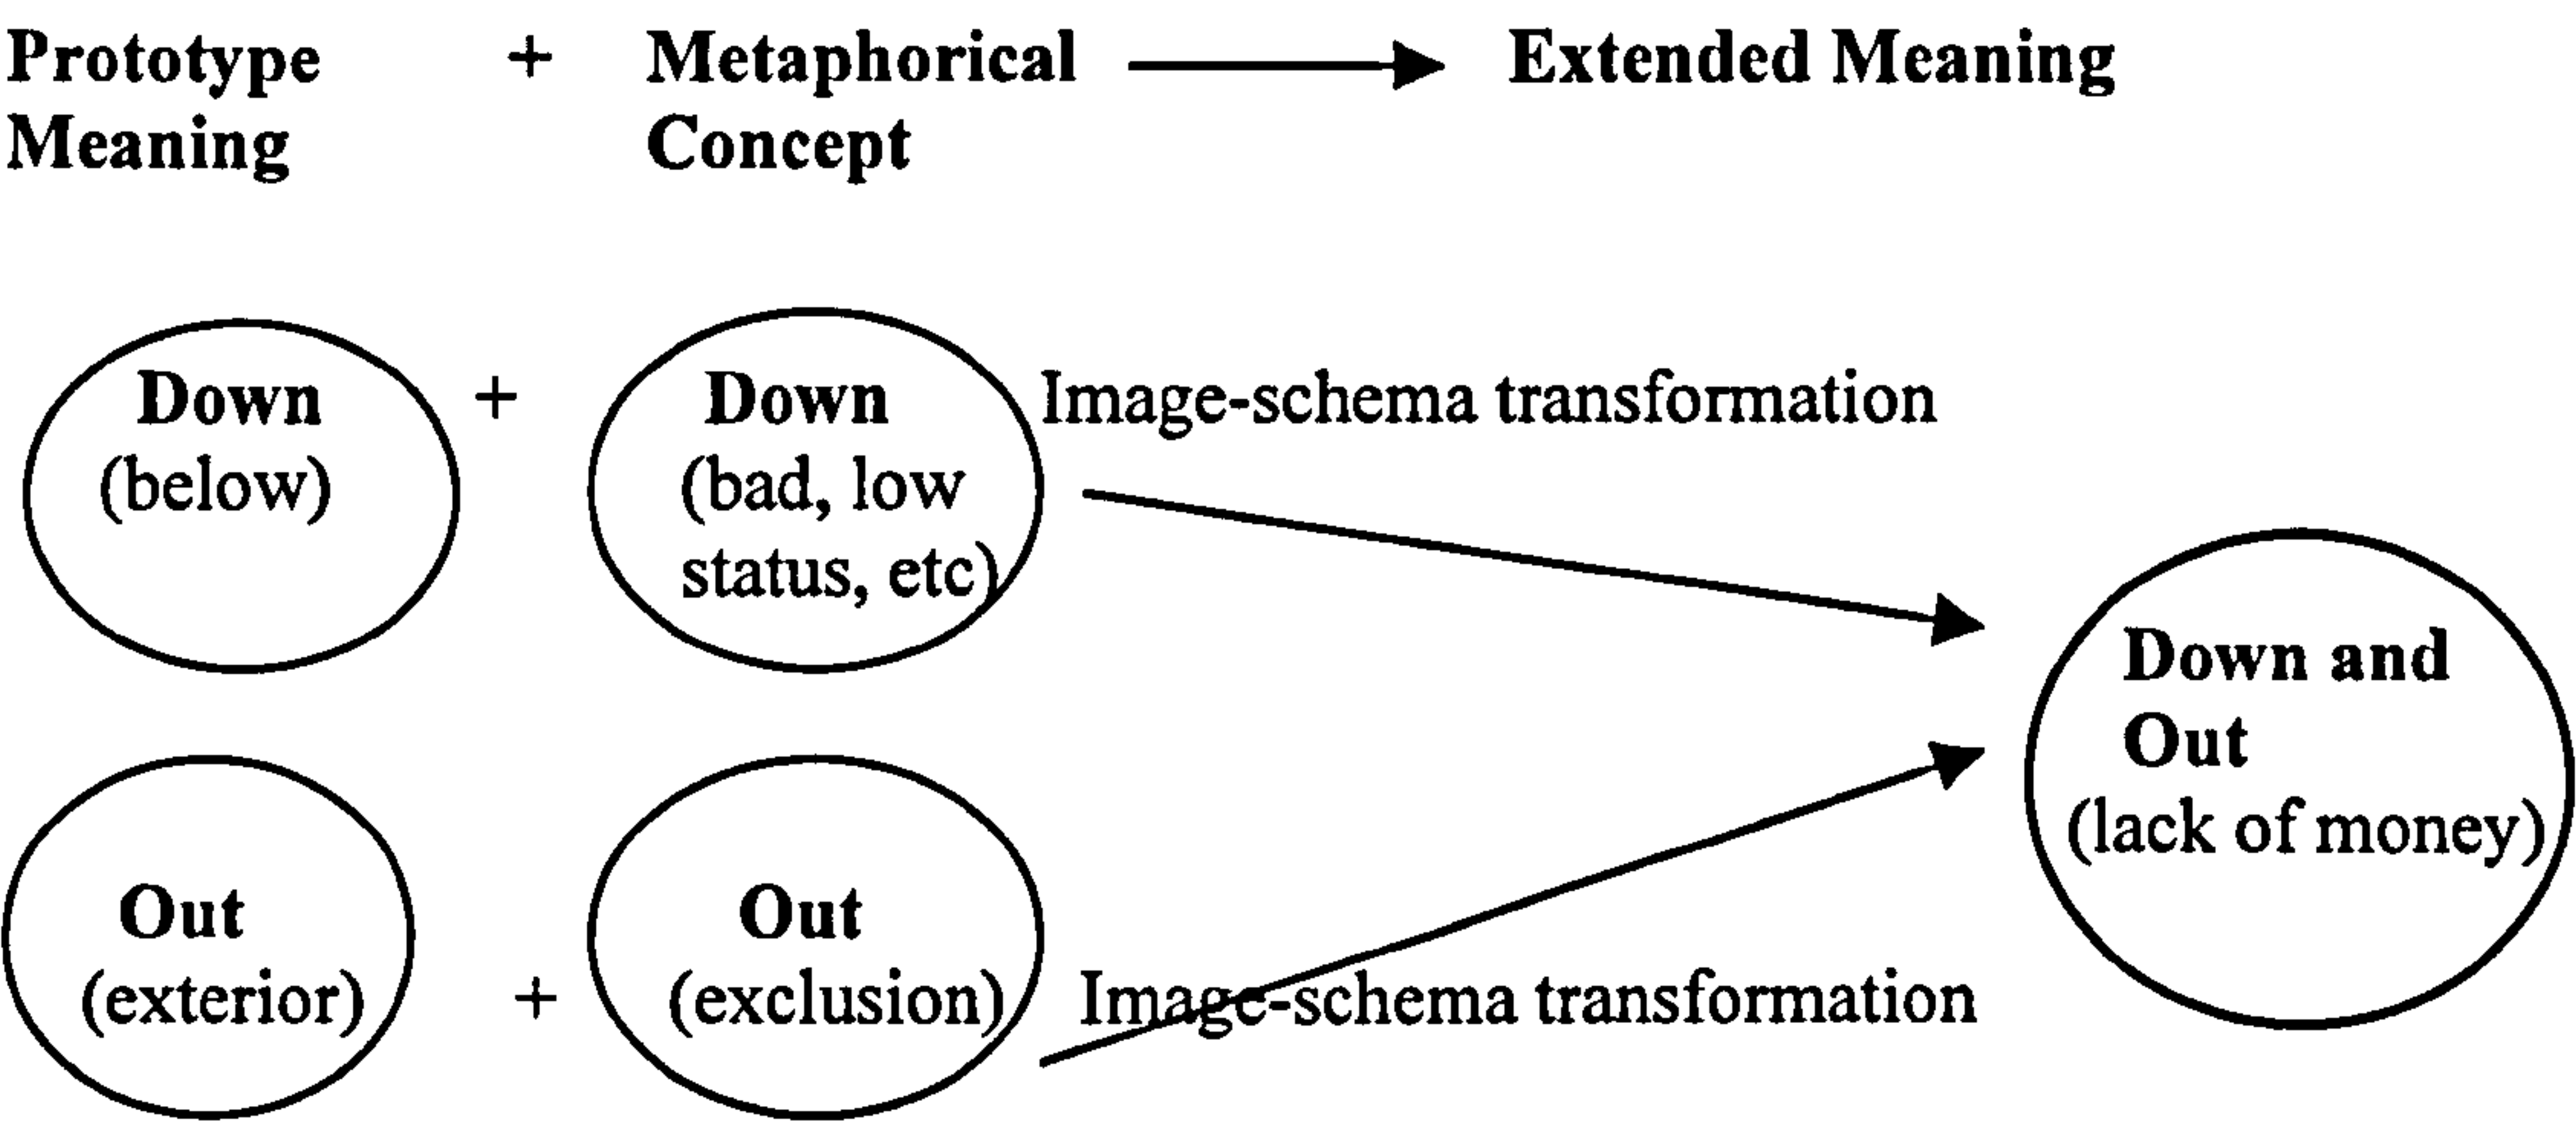 Prototype + Metaphorical Extended Meaning
Meaning Concept
Down + Down Image-schema transformation
(below) (bad, low
status, etc)
Down and
Out
(lack of money)
Out Out
(exterior) + (exclusion) Image-schema transformation